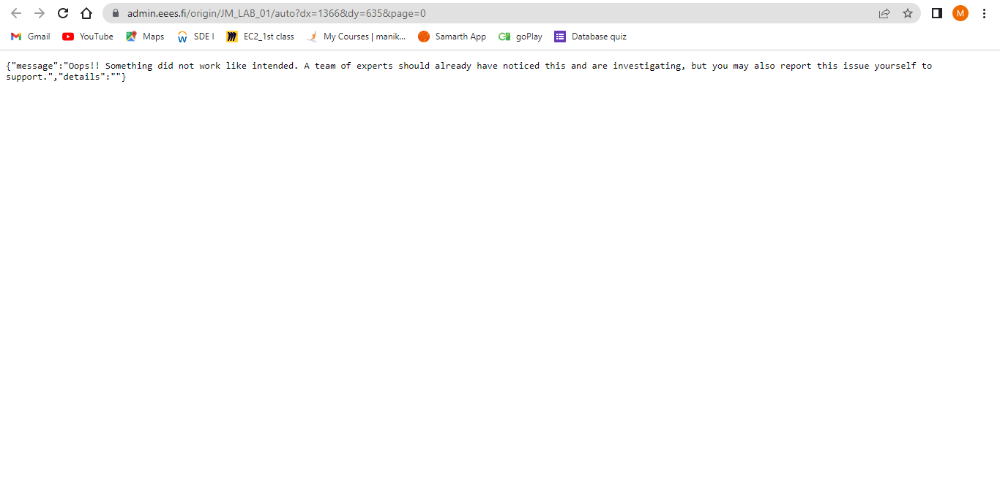 admin.eees.fi/origin/JM_LAB_01/auto?dx=1366&dy=635&page=0
M
Gmail YouTube Maps SDE I EC2_1st class My Courses | manik... Samarth App goPlay Database quiz
{"message":"Oops!! Something did not work like intended. A team of experts should already have noticed this and are investigating, but you may also report this issue yourself to
support.","details":""}